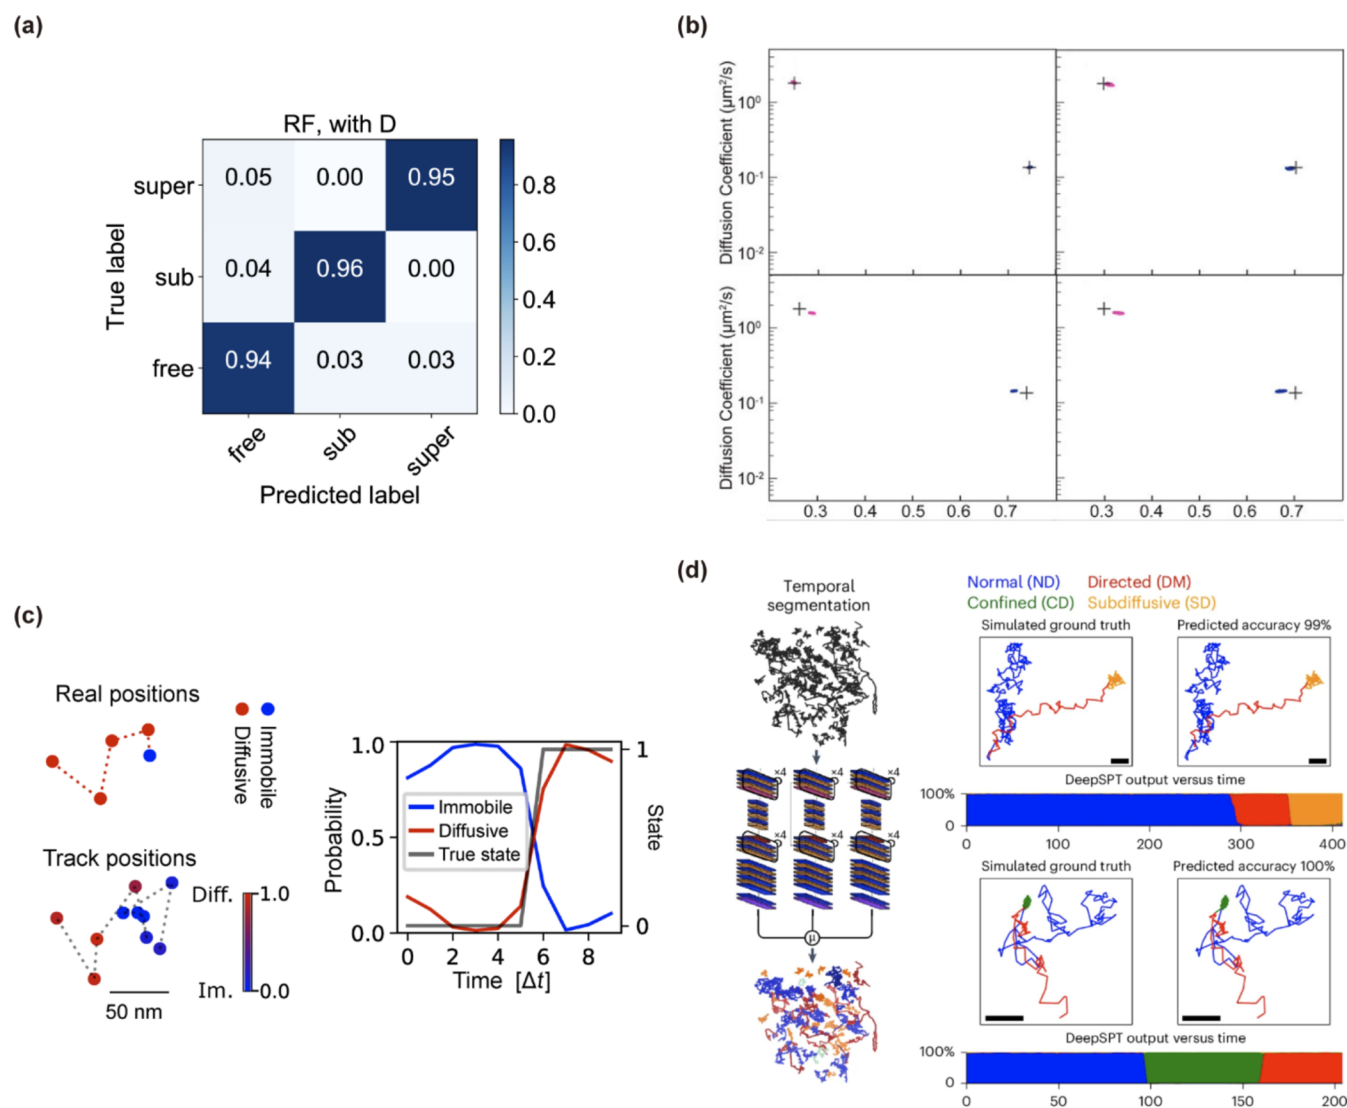 (a)
RF, with D
True label
super
sub
free
0.05 0.00 0.95
0.04 0.96 0.00
0.94 0.03 0.03
free sub super
Predicted label
0.8
0.6
0.4
0.2
0.0
(b)
Diffusion Coefficient (µm²/s)
10⁰
10⁻¹
10⁻²
Diffusion Coefficient (µm²/s)
10⁰
10⁻¹
10⁻²
0.3 0.4 0.5 0.6 0.7
0.3 0.4 0.5 0.6 0.7
(c)
Real positions
Diffusive
Immobile
Track positions
Diff.
1.0
Im.
0.0
50 nm
Probability
1.0
0.5
0.0
Immobile
Diffusive
True state
State
1
0
0 2 4 6 8
Time [Δt]
(d)
Temporal
segmentation
×4 ×4 ×4
×4 ×4 ×4
µ
Normal (ND) Directed (DM)
Confined (CD) Subdiffusive (SD)
Simulated ground truth
Predicted accuracy 99%
DeepSPT output versus time
100%
0
0 100 200 300 400
Simulated ground truth
Predicted accuracy 100%
DeepSPT output versus time
100%
0
0 50 100 150 200